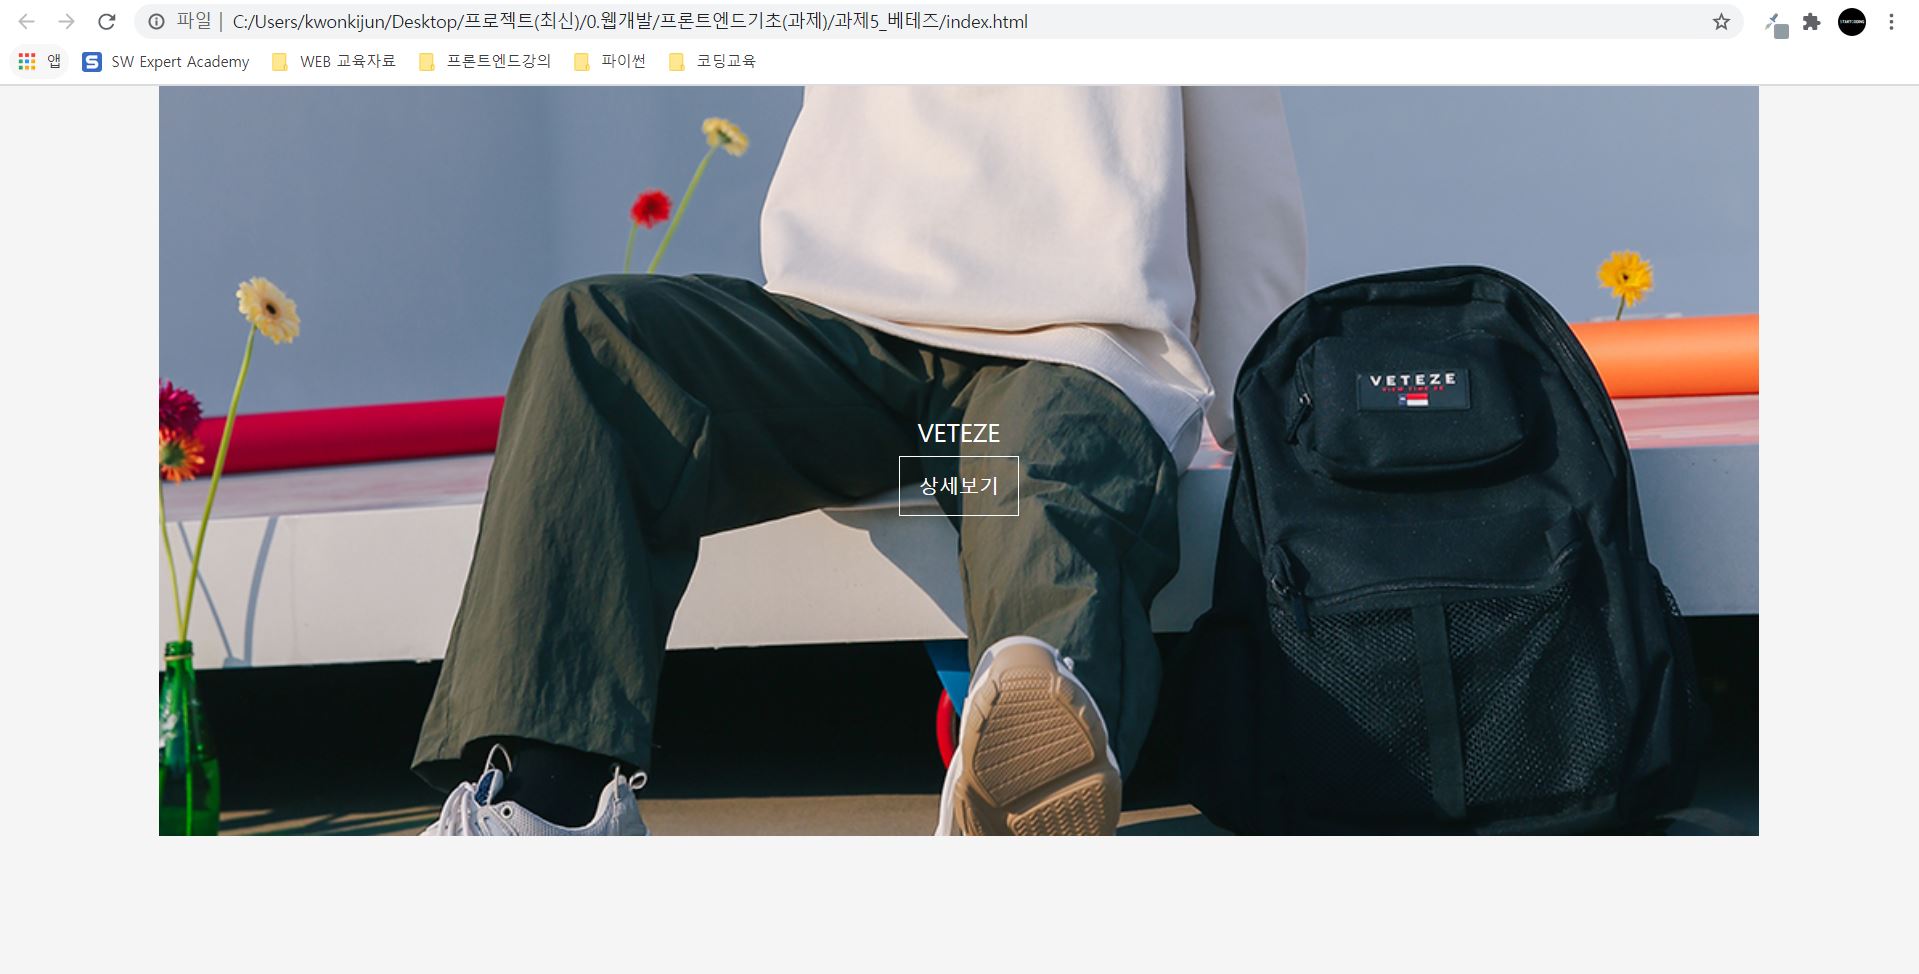 파일 | C:/Users/kwonkijun/Desktop/프로젝트(최신)/0.웹개발/프론트엔드기초(과제)/과제5_베테즈/index.html
앱 SW Expert Academy WEB 교육자료 프론트엔드강의 파이썬 코딩교육
VETEZE
VETEZE
상세보기